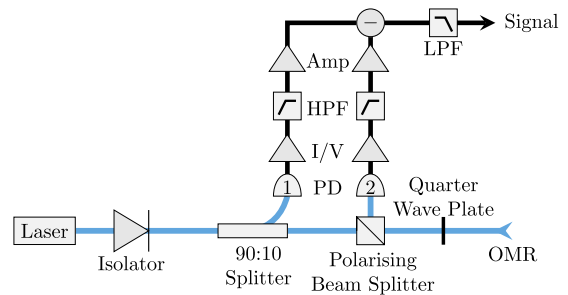 Signal
−
LPF
Amp
HPF
I/V
1 PD 2
Quarter
Wave Plate
Laser
Isolator
90:10
Splitter
Polarising
Beam Splitter
OMR